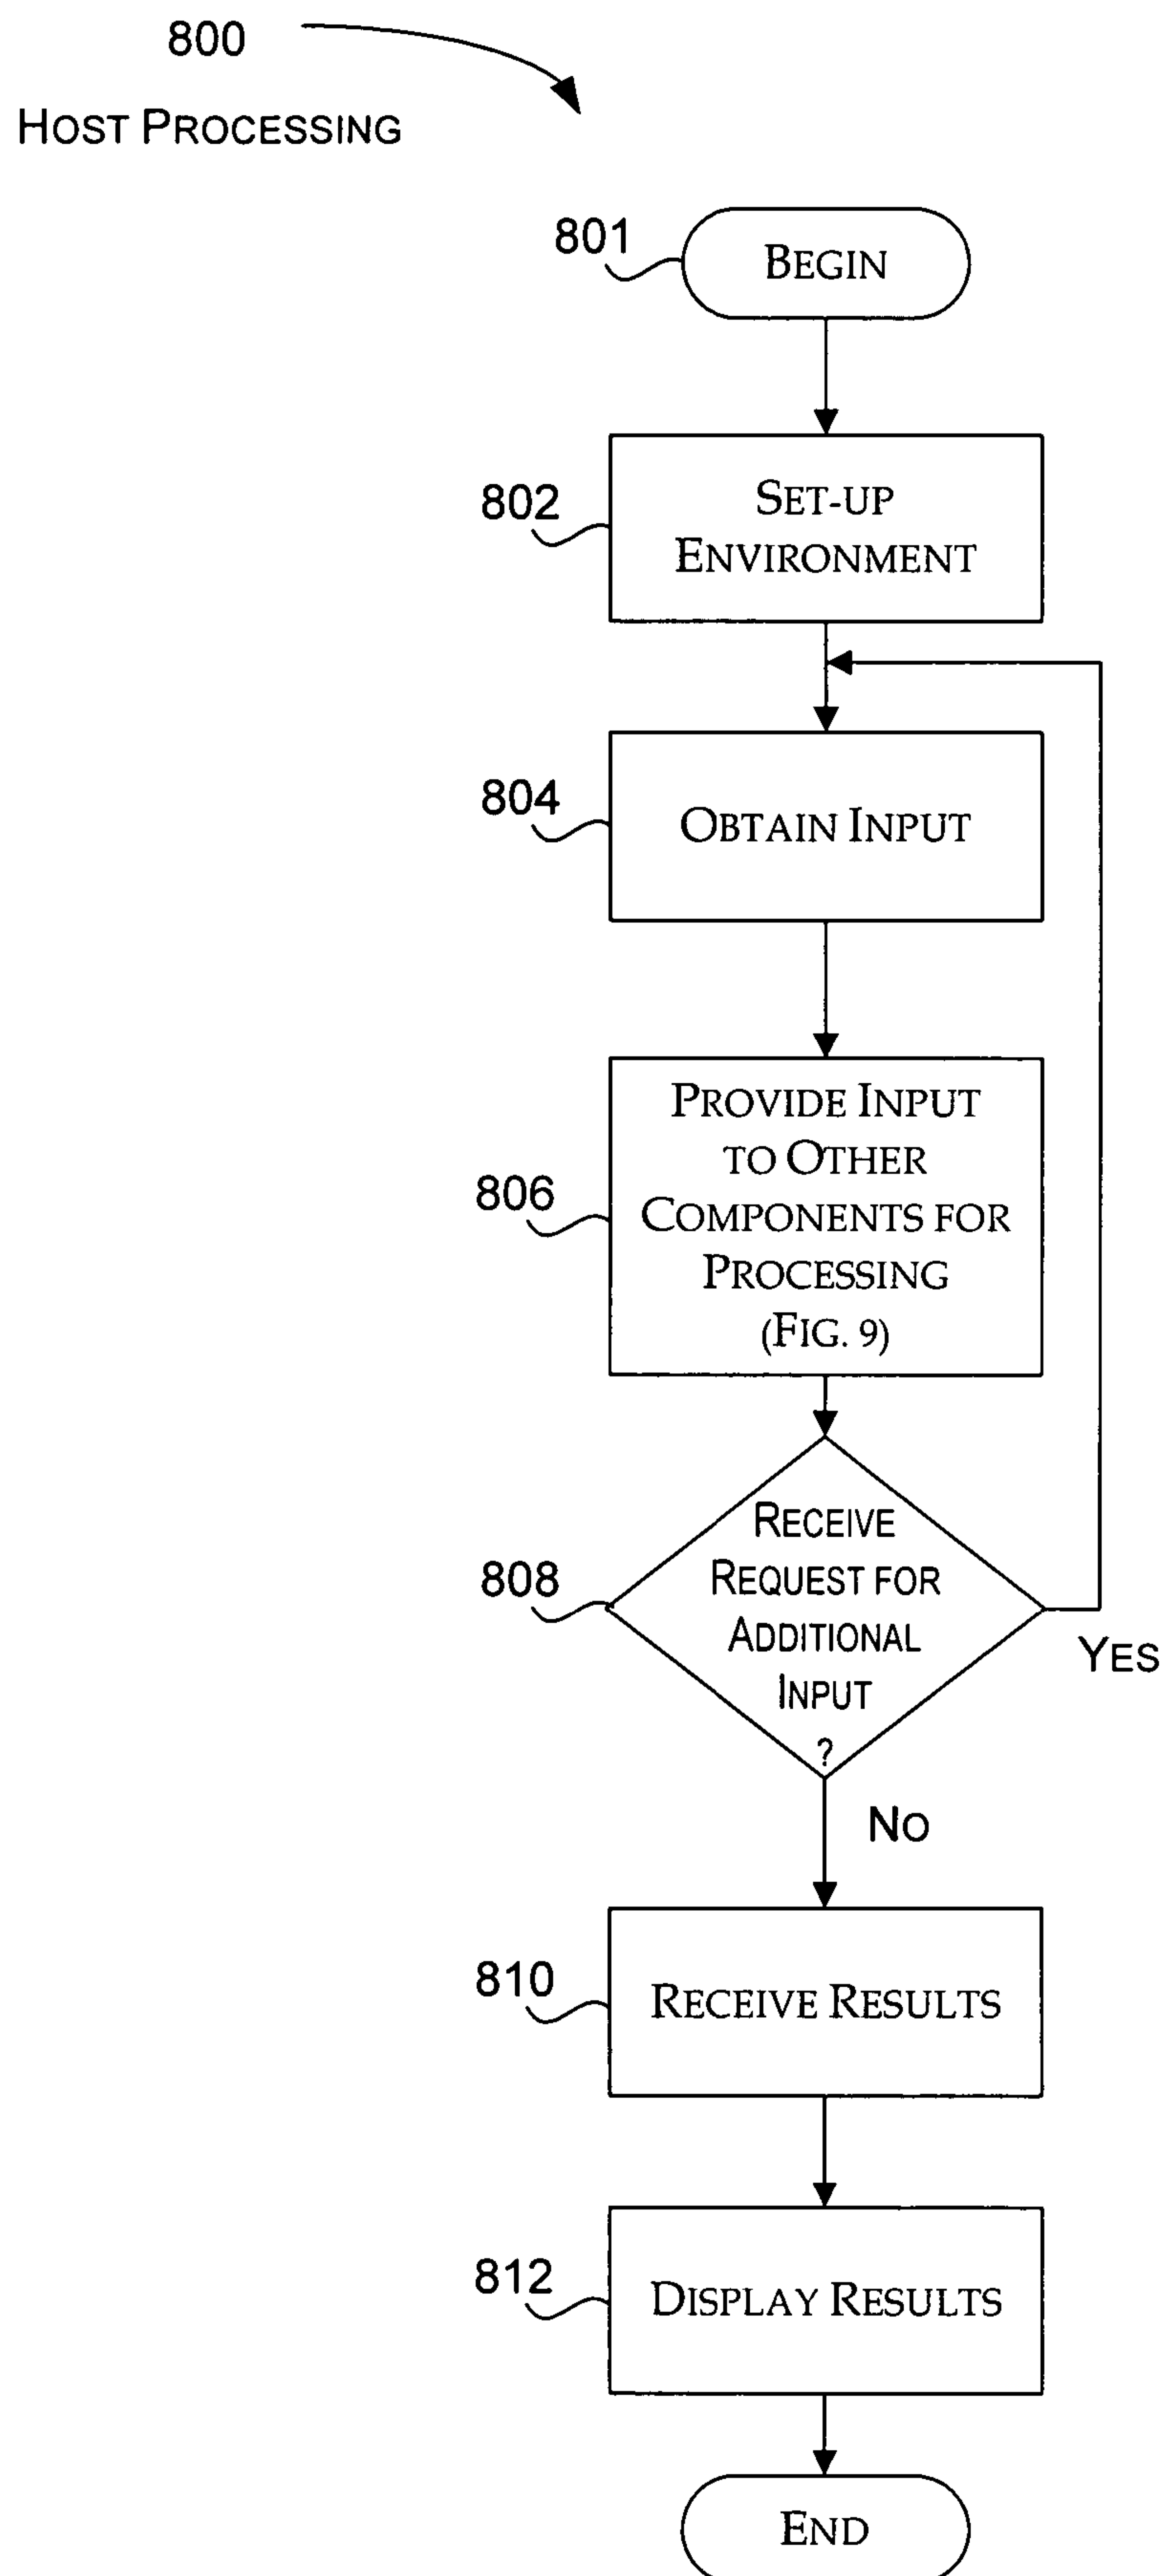 800
HOST PROCESSING
801
BEGIN
802
SET-UP
ENVIRONMENT
804
OBTAIN INPUT
806
PROVIDE INPUT
TO OTHER
COMPONENTS FOR
PROCESSING
(FIG. 9)
808
RECEIVE
REQUEST FOR
ADDITIONAL
INPUT
?
YES
NO
810
RECEIVE RESULTS
812
DISPLAY RESULTS
END